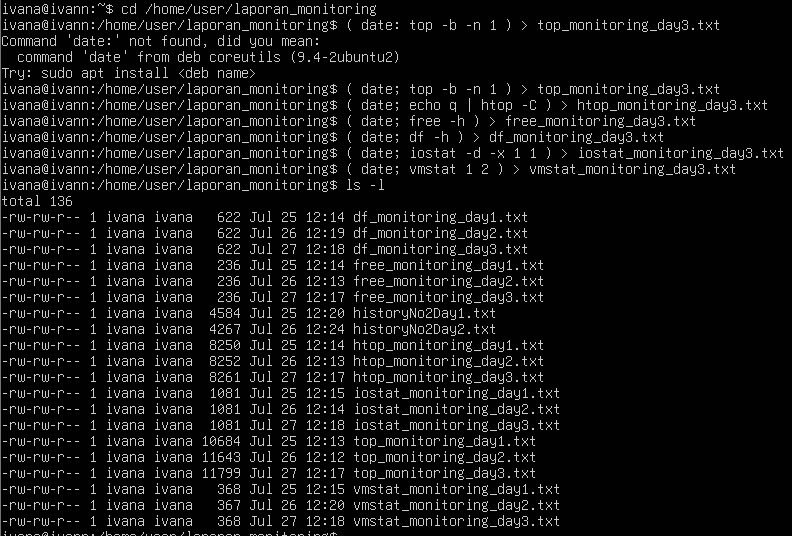 ivana@ivann:~$ cd /home/user/laporan_monitoring
ivana@ivann:/home/user/laporan_monitoring$ ( date: top -b -n 1 ) > top_monitoring_day3.txt
Command 'date:' not found, did you mean:
  command 'date' from deb coreutils (9.4-2ubuntu2)
Try: sudo apt install <deb name>
ivana@ivann:/home/user/laporan_monitoring$ ( date; top -b -n 1 ) > top_monitoring_day3.txt
ivana@ivann:/home/user/laporan_monitoring$ ( date; echo q | htop -C ) > htop_monitoring_day3.txt
ivana@ivann:/home/user/laporan_monitoring$ ( date; free -h ) > free_monitoring_day3.txt
ivana@ivann:/home/user/laporan_monitoring$ ( date; df -h ) > df_monitoring_day3.txt
ivana@ivann:/home/user/laporan_monitoring$ ( date; iostat -d -x 1 1 ) > iostat_monitoring_day3.txt
ivana@ivann:/home/user/laporan_monitoring$ ( date; vmstat 1 2 ) > vmstat_monitoring_day3.txt
ivana@ivann:/home/user/laporan_monitoring$ ls -l
total 136
-rw-rw-r-- 1 ivana ivana   622 Jul 25 12:14 df_monitoring_day1.txt
-rw-rw-r-- 1 ivana ivana   622 Jul 26 12:19 df_monitoring_day2.txt
-rw-rw-r-- 1 ivana ivana   622 Jul 27 12:18 df_monitoring_day3.txt
-rw-rw-r-- 1 ivana ivana   236 Jul 25 12:14 free_monitoring_day1.txt
-rw-rw-r-- 1 ivana ivana   236 Jul 26 12:13 free_monitoring_day2.txt
-rw-rw-r-- 1 ivana ivana   236 Jul 27 12:17 free_monitoring_day3.txt
-rw-rw-r-- 1 ivana ivana  4584 Jul 25 12:20 historyNo2Day1.txt
-rw-rw-r-- 1 ivana ivana  4267 Jul 26 12:24 historyNo2Day2.txt
-rw-rw-r-- 1 ivana ivana  8250 Jul 25 12:14 htop_monitoring_day1.txt
-rw-rw-r-- 1 ivana ivana  8252 Jul 26 12:13 htop_monitoring_day2.txt
-rw-rw-r-- 1 ivana ivana  8261 Jul 27 12:17 htop_monitoring_day3.txt
-rw-rw-r-- 1 ivana ivana  1081 Jul 25 12:15 iostat_monitoring_day1.txt
-rw-rw-r-- 1 ivana ivana  1081 Jul 26 12:14 iostat_monitoring_day2.txt
-rw-rw-r-- 1 ivana ivana  1081 Jul 27 12:18 iostat_monitoring_day3.txt
-rw-rw-r-- 1 ivana ivana 10684 Jul 25 12:13 top_monitoring_day1.txt
-rw-rw-r-- 1 ivana ivana 11643 Jul 26 12:12 top_monitoring_day2.txt
-rw-rw-r-- 1 ivana ivana 11799 Jul 27 12:17 top_monitoring_day3.txt
-rw-rw-r-- 1 ivana ivana   368 Jul 25 12:15 vmstat_monitoring_day1.txt
-rw-rw-r-- 1 ivana ivana   367 Jul 26 12:20 vmstat_monitoring_day2.txt
-rw-rw-r-- 1 ivana ivana   368 Jul 27 12:18 vmstat_monitoring_day3.txt
ivana@ivann:/home/user/laporan_monitoring$